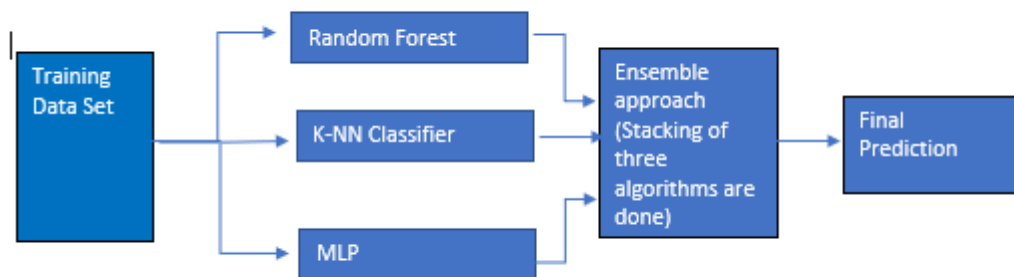 Training
Data Set
Random Forest
K-NN Classifier
MLP
Ensemble
approach
(Stacking of
three
algorithms are
done)
Final
Prediction